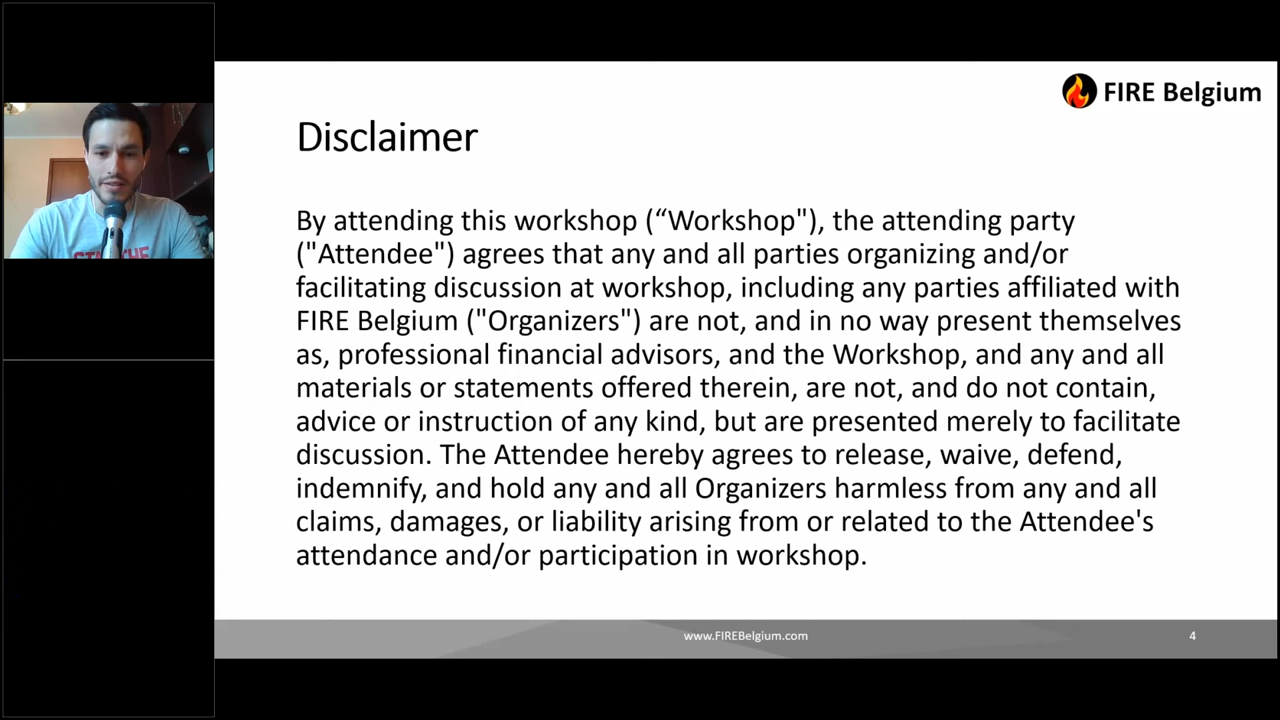 FIRE Belgium
Disclaimer
By attending this workshop (“Workshop"), the attending party
("Attendee") agrees that any and all parties organizing and/or
facilitating discussion at workshop, including any parties affiliated with
FIRE Belgium ("Organizers") are not, and in no way present themselves
as, professional financial advisors, and the Workshop, and any and all
materials or statements offered therein, are not, and do not contain,
advice or instruction of any kind, but are presented merely to facilitate
discussion. The Attendee hereby agrees to release, waive, defend,
indemnify, and hold any and all Organizers harmless from any and all
claims, damages, or liability arising from or related to the Attendee's
attendance and/or participation in workshop.
www.FIREBelgium.com
4